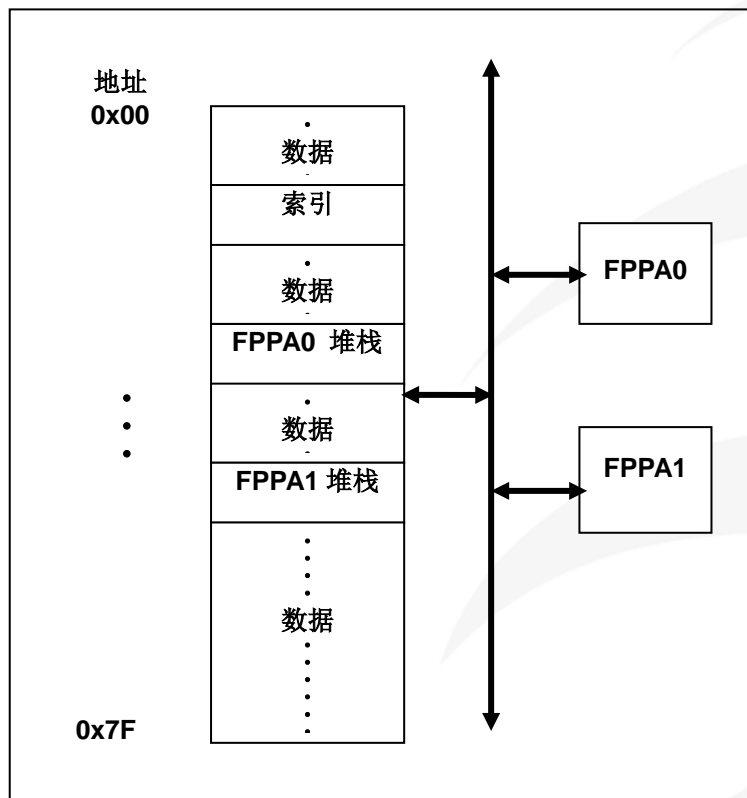 地址
0x00
数据
索引
数据
FPPA0 堆栈
数据
FPPA1 堆栈
数据
0x7F
FPPA0
FPPA1